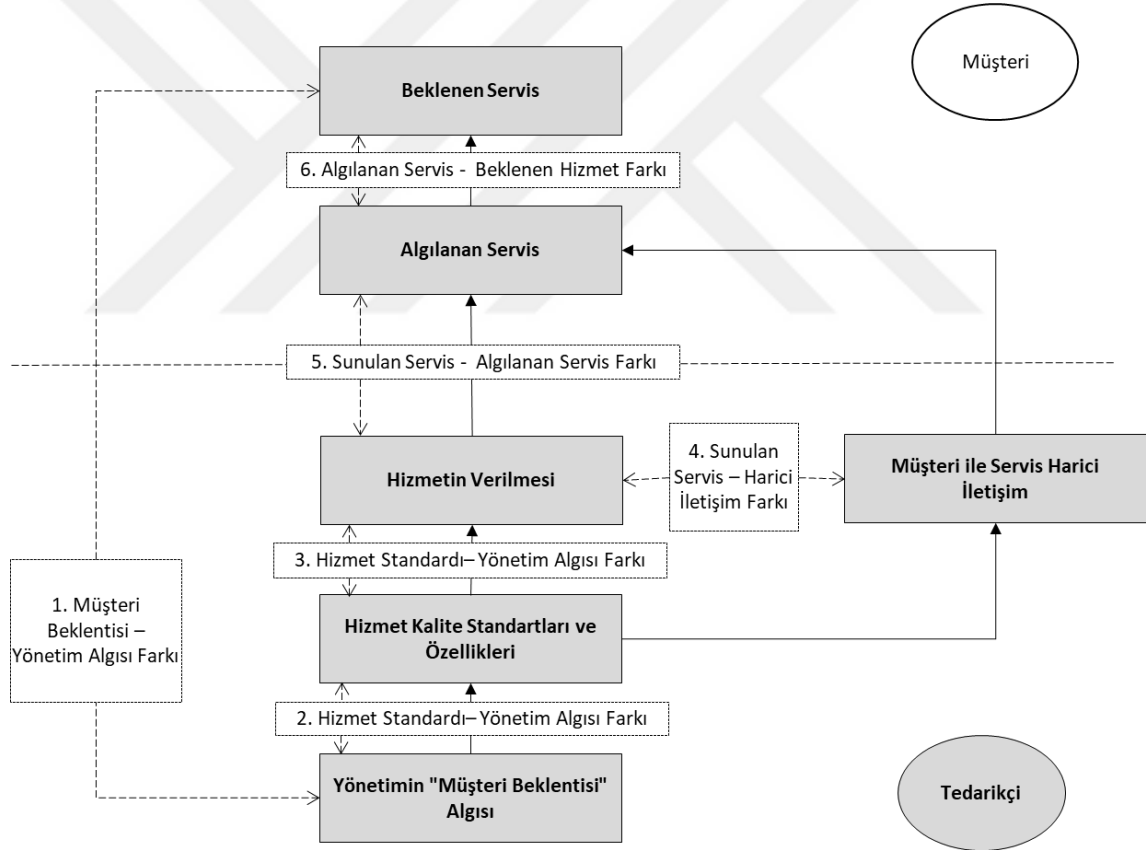 Müşteri
Beklenen Servis
6. Algılanan Servis - Beklenen Hizmet Farkı
Algılanan Servis
5. Sunulan Servis - Algılanan Servis Farkı
Hizmetin Verilmesi
4. Sunulan
Servis – Harici
İletişim Farkı
Müşteri ile Servis Harici
İletişim
3. Hizmet Standardı– Yönetim Algısı Farkı
1. Müşteri
Beklentisi –
Yönetim Algısı Farkı
Hizmet Kalite Standartları ve
Özellikleri
2. Hizmet Standardı– Yönetim Algısı Farkı
Yönetimin "Müşteri Beklentisi"
Algısı
Tedarikçi